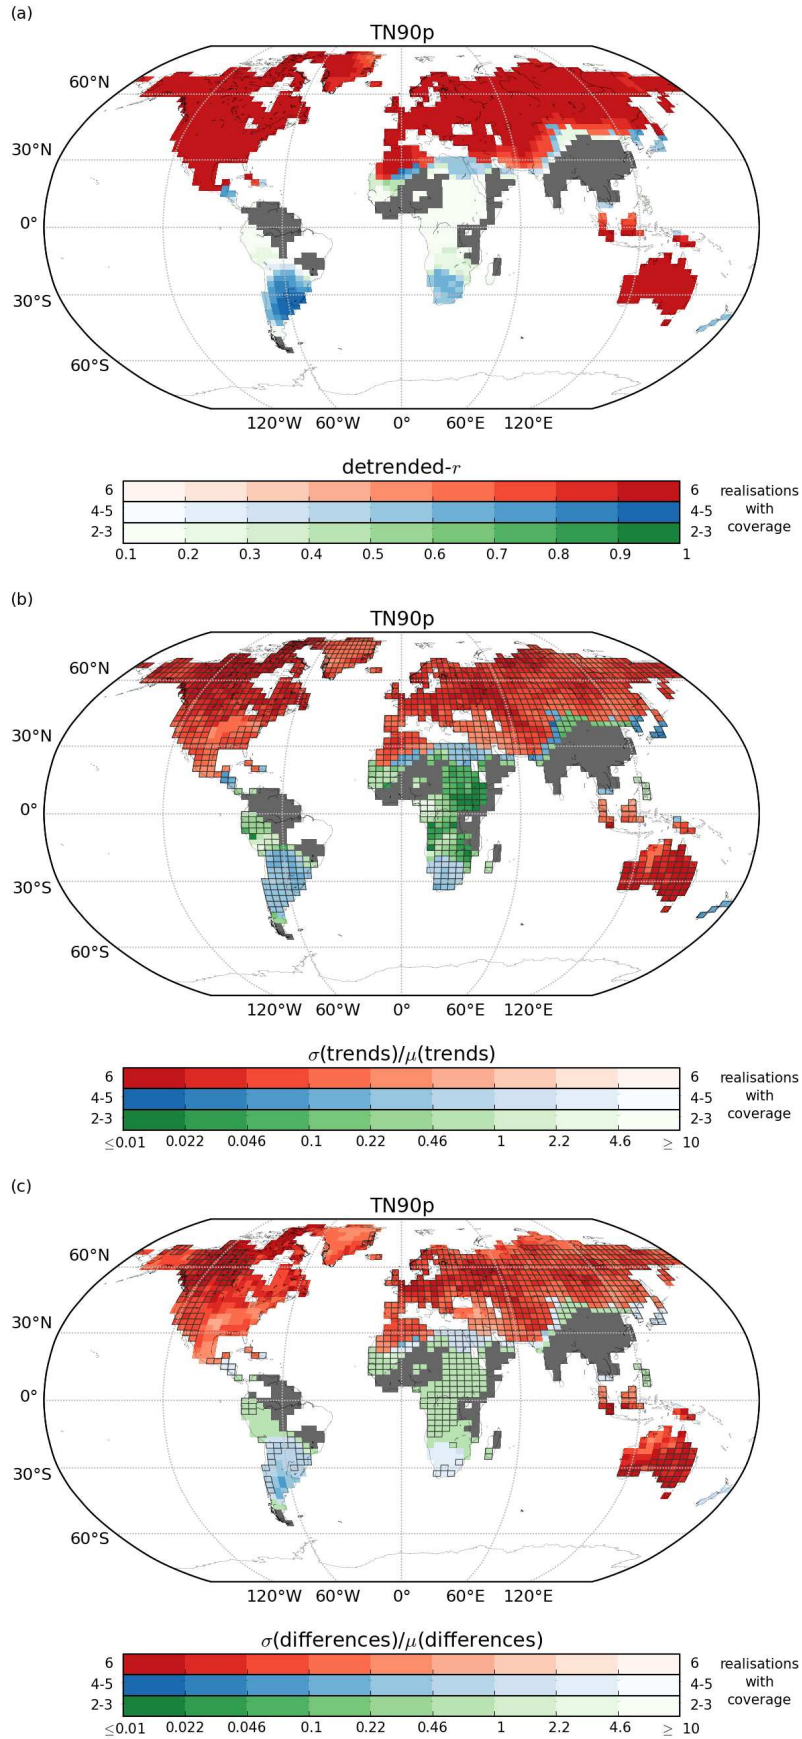 (a)
TN90p
60°N
30°N
0°
30°S
60°S
120°W 60°W 0° 60°E 120°E
detrended-r
6 6 realisations
4-5 4-5 with
2-3 2-3 coverage
0.1 0.2 0.3 0.4 0.5 0.6 0.7 0.8 0.9 1
(b)
TN90p
60°N
30°N
0°
30°S
60°S
120°W 60°W 0° 60°E 120°E
σ(trends)/μ(trends)
6 6 realisations
4-5 4-5 with
2-3 2-3 coverage
≤0.01 0.022 0.046 0.1 0.22 0.46 1 2.2 4.6 ≥ 10
(c)
TN90p
60°N
30°N
0°
30°S
60°S
120°W 60°W 0° 60°E 120°E
σ(differences)/μ(differences)
6 6 realisations
4-5 4-5 with
2-3 2-3 coverage
≤0.01 0.022 0.046 0.1 0.22 0.46 1 2.2 4.6 ≥ 10